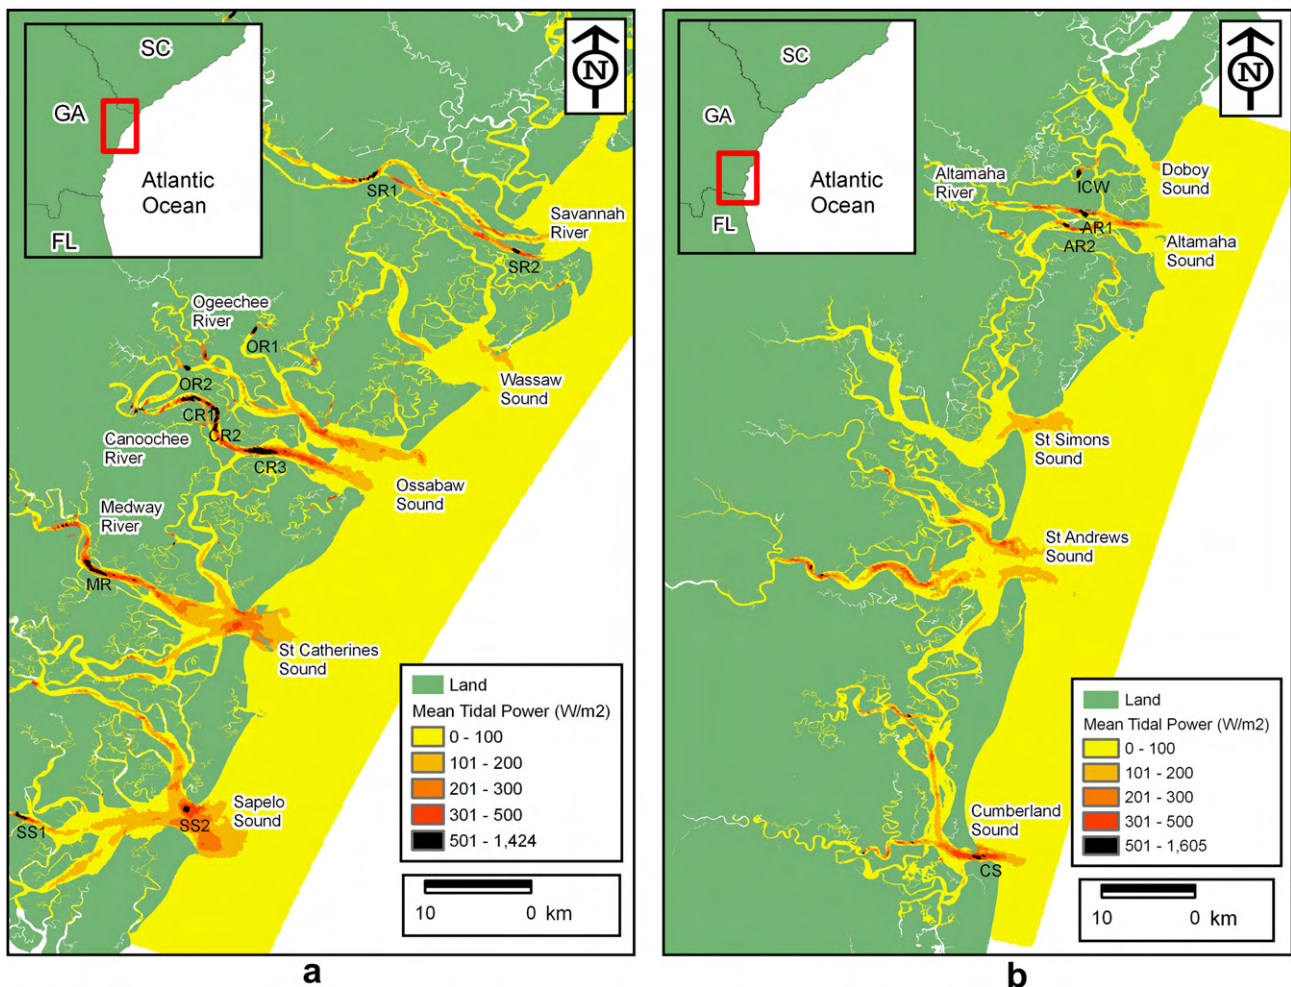 SC
GA
Atlantic
Ocean
FL
N
SR1
Savannah
River
SR2
Ogeechee
River
OR1
OR2
Wassaw
Sound
CR1
CR2
Canoochee
River
CR3
Ossabaw
Sound
Medway
River
MR
St Catherines
Sound
Sapelo
Sound
SS1
SS2
Land
Mean Tidal Power (W/m2)
0 - 100
101 - 200
201 - 300
301 - 500
501 - 1,424
10 0 km
a
SC
GA
Atlantic
Ocean
FL
N
Altamaha
River
ICW
Doboy
Sound
AR1
AR2
Altamaha
Sound
St Simons
Sound
St Andrews
Sound
Cumberland
Sound
CS
Land
Mean Tidal Power (W/m2)
0 - 100
101 - 200
201 - 300
301 - 500
501 - 1,605
10 0 km
b